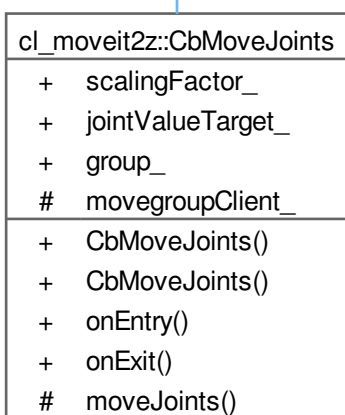 cl_moveit2z::CbMoveJoints
+ scalingFactor_
+ jointValueTarget_
+ group_
# movegroupClient_
+ CbMoveJoints()
+ CbMoveJoints()
+ onEntry()
+ onExit()
# moveJoints()